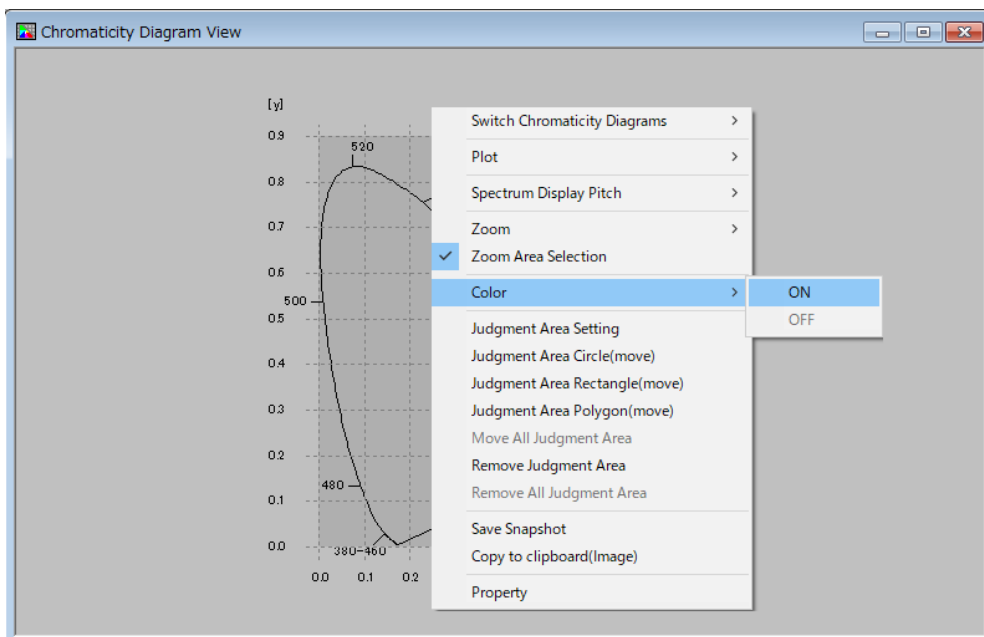 Chromaticity Diagram View
[y]
0.9
520
0.8
0.7
0.6
500
0.5
0.4
0.3
0.2
480
0.1
0.0
380-460
0.0 0.1 0.2
Switch Chromaticity Diagrams
Plot
Spectrum Display Pitch
Zoom
Zoom Area Selection
Color
ON
OFF
Judgment Area Setting
Judgment Area Circle(move)
Judgment Area Rectangle(move)
Judgment Area Polygon(move)
Move All Judgment Area
Remove Judgment Area
Remove All Judgment Area
Save Snapshot
Copy to clipboard(Image)
Property